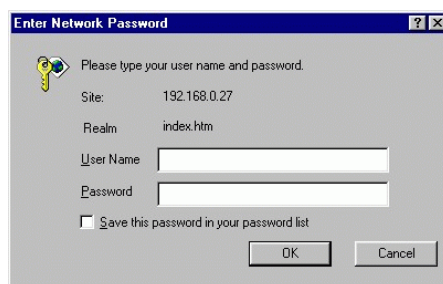 Enter Network Password
Please type your user name and password.
Site: 192.168.0.27
Realm index.htm
User Name
Password
Save this password in your password list
OK Cancel